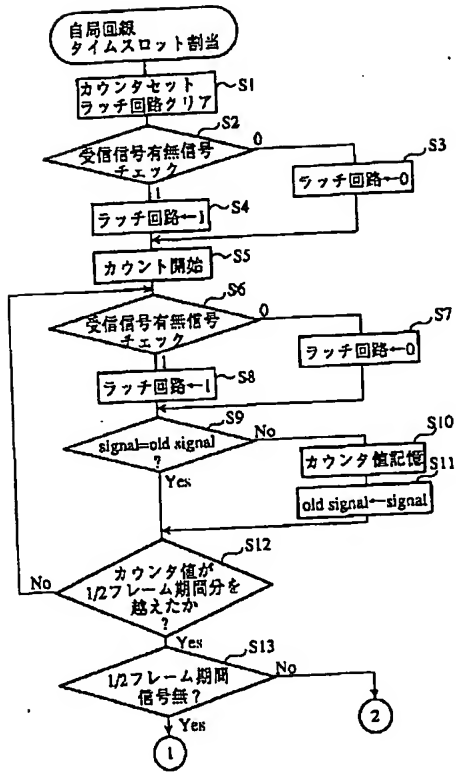 自局回線
タイムスロット割当
カウンタセット
ラッチ回路クリア
S1
S2
受信信号有無信号
チェック
0
1
S3
ラッチ回路←0
S4
ラッチ回路←1
カウント開始
S5
S6
受信信号有無信号
チェック
0
1
S7
ラッチ回路←0
S8
ラッチ回路←1
S9
signal=old signal
?
No
Yes
S10
カウンタ値記憶
S11
old signal←signal
S12
カウンタ値が
1/2フレーム期間分を
越えたか
?
No
Yes
S13
1/2フレーム期間
信号無?
No
Yes
1
2